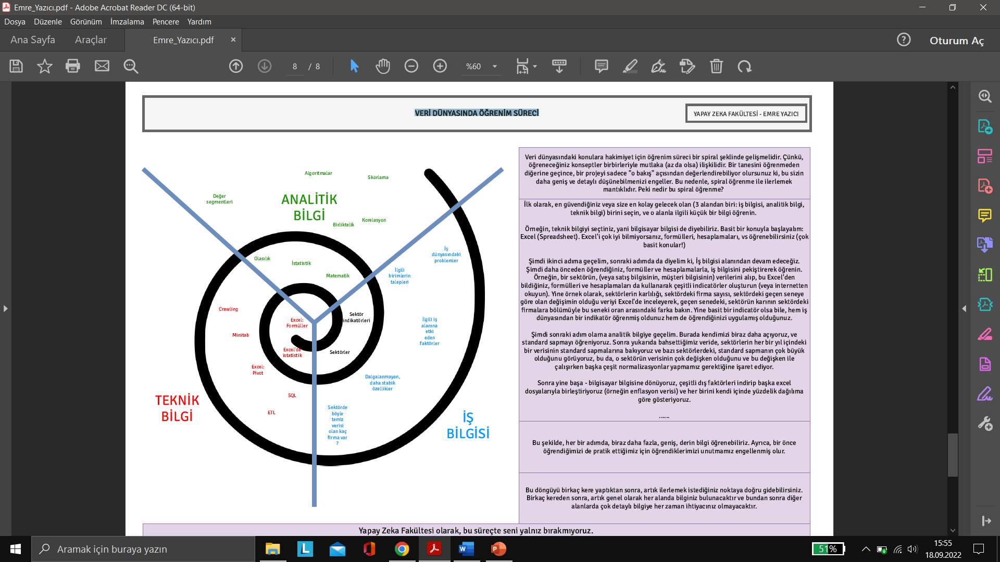 Emre_Yazıcı.pdf - Adobe Acrobat Reader DC (64-bit)
Dosya Düzenle Görünüm İmzalama Pencere Yardım
Ana Sayfa Araçlar Emre_Yazıcı.pdf × Oturum Aç
8 / 8 %60
VERİ DÜNYASINDA ÖĞRENİM SÜRECİ
YAPAY ZEKA FAKÜLTESİ - EMRE YAZICI
Algoritmalar
Skorlama
Değer
segmentleri
ANALİTİK
BİLGİ
Korelasyon
Birliktelik
İş
dünyasındaki
problemler
Olasılık
İstatistik
Matematik
İlgili
birimlerin
talepleri
Crawling
Excel:
Formüller
Sektör
indikatörleri
İlgili iş
alanına
etki
eden
faktörler
Minitab
Excel'de
istatistik
Sektörler
Excel:
Pivot
Dalgalanmayan,
daha stabik
özellikler
SQL
TEKNİK
BİLGİ
ETL
Sektörde
böyle
temiz
verisi
olan kaç
firma var
?
İŞ
BİLGİSİ
Veri dünyasındaki konulara hakimiyet için öğrenim süreci bir spiral şeklinde gelişmelidir. Çünkü,
öğreneceğiniz konseptler birbirleriyle mutlaka (az da olsa) ilişkilidir. Bir tanesini öğrenmeden
diğerine geçince, bir projeyi sadece "o bakış" açısından değerlendirebiliyor olursunuz ki, bu sizin
daha geniş ve detaylı düşünebilmenizi engeller. Bu nedenle, spiral öğrenme ile ilerlemek
mantıklıdır. Peki nedir bu spiral öğrenme?
İlk olarak, en güvendiğiniz veya size en kolay gelecek olan (3 alandan biri: iş bilgisi, analitik bilgi,
teknik bilgi) birini seçin, ve o alanla ilgili küçük bir bilgi öğrenin.
Örneğin, teknik bilgiyi seçtiniz, yani bilgisayar bilgisi de diyebiliriz. Basit bir konuyla başlayalım:
Excel (Spreadsheet). Excel'i çok iyi bilmiyorsanız, formülleri, hesaplamaları, vs öğrenebilirsiniz (çok
basit konular!)
Şimdi ikinci adıma geçelim, sonraki adımda da diyelim ki, İş bilgisi alanından devam edeceğiz.
Şimdi daha önceden öğrendiğiniz, formüller ve hesaplamalarla, iş bilgisini pekiştirerek öğrenin.
Örneğin, bir sektörün, (veya satış bilgisinin, müşteri bilgisinin) verilerini alıp, bu Excel'den
bildiğiniz, formülleri ve hesaplamaları da kullanarak çeşitli indicatörler oluşturun (veya internetten
okuyun). Yine örnek olarak, sektörlerin karlılığı, sektördeki firma sayısı, sektördeki geçen seneye
göre olan değişimin olduğu veriyi Excel'de inceleyerek, geçen senedeki, sektörün karının sektördeki
firmalara bölümüyle bu seneki oran arasındaki farka bakın. Yine basit bir indicatör olsa bile, hem iş
dünyasından bir indikatör öğrenmiş oldunuz hem de öğrendiğinizi uygulamış olduğunuz.
Şimdi sonraki adım olarna analitik bilgiye geçelim. Burada kendimizi biraz daha açıyoruz, ve
standard sapmayı öğreniyoruz. Sonra yukarıda bahsettiğimiz veride, sektörlerin her bir yıl içindeki
bir verisinin standard sapmalarına bakıyoruz ve bazı sektörlerdeki, standard sapmanın çok büyük
olduğunu görüyoruz, bu da, o sektörün verisinin çok değişken olduğunu ve bu değişken ile
çalışırken başka çeşit normalizasyonlar yapmamız gerektiğine işaret ediyor.
Sonra yine başa - bilgisayar bilgisine dönüyoruz, çeşitli dış faktörleri indirip başka excel
dosyalarıyla birleştiriyoruz (örneğin enflasyon verisi) ve her birini kendi içinde yüzdelik dağılıma
göre gösteriyoruz.
......
Bu şekilde, her bir adımda, biraz daha fazla, geniş, derin bilgi öğrenebiliriz. Ayrıca, bir önce
öğrendiğimizi de pratik ettiğimiz için öğrendiklerimizi unutmamız engellenmiş olur.
Bu döngüyü birkaç kere yaptıktan sonra, artık ilerlemek istediğiniz noktaya doğru gidebilirsiniz.
Birkaç kereden sonra, artık genel olarak her alanda bilginiz bulunacaktır ve bundan sonra diğer
alanlarda çok detaylı bilgiye her zaman ihtiyacınız olmayacaktır.
Yapay Zeka Fakültesi olarak, bu süreçte seni yalnız bırakmıyoruz.
Aramak için buraya yazın
51%
15:55
18.09.2022